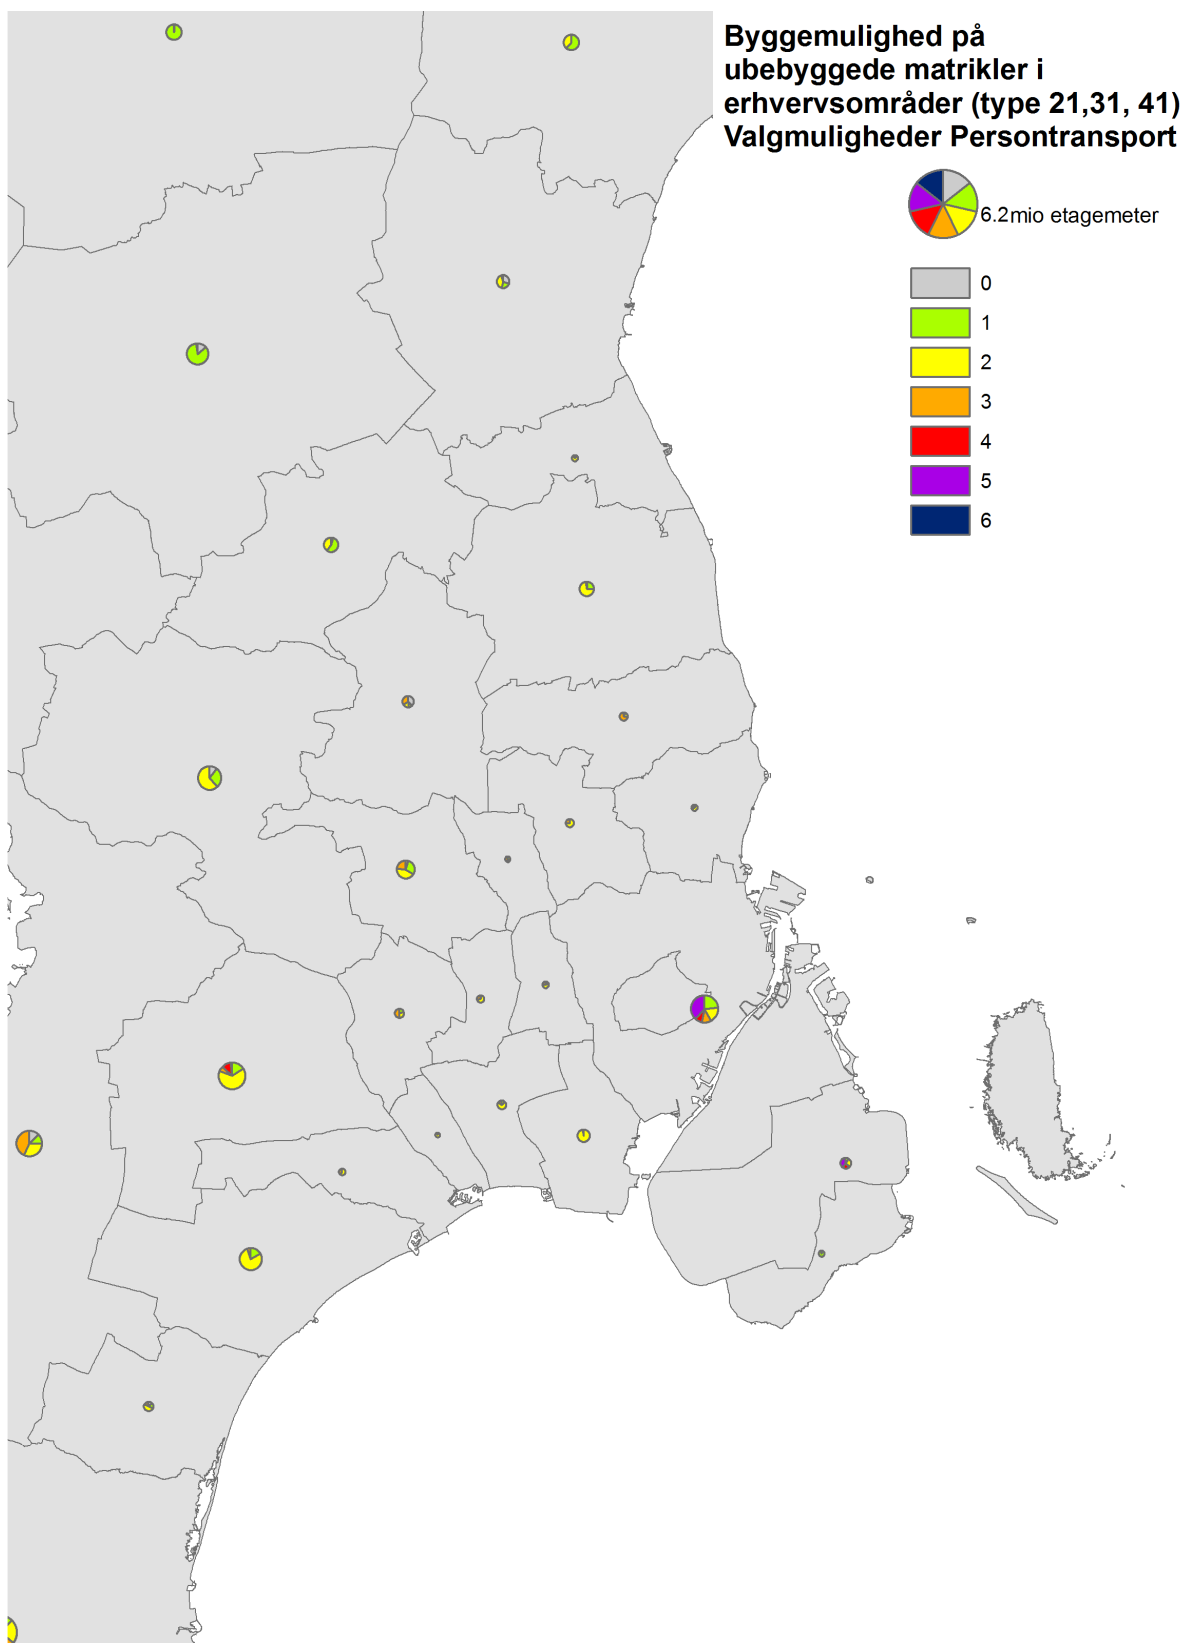 Byggemulighed på
ubebyggede matrikler i
erhvervsområder (type 21,31, 41)
Valgmuligheder Persontransport
6.2mio etagemeter
0
1
2
3
4
5
6